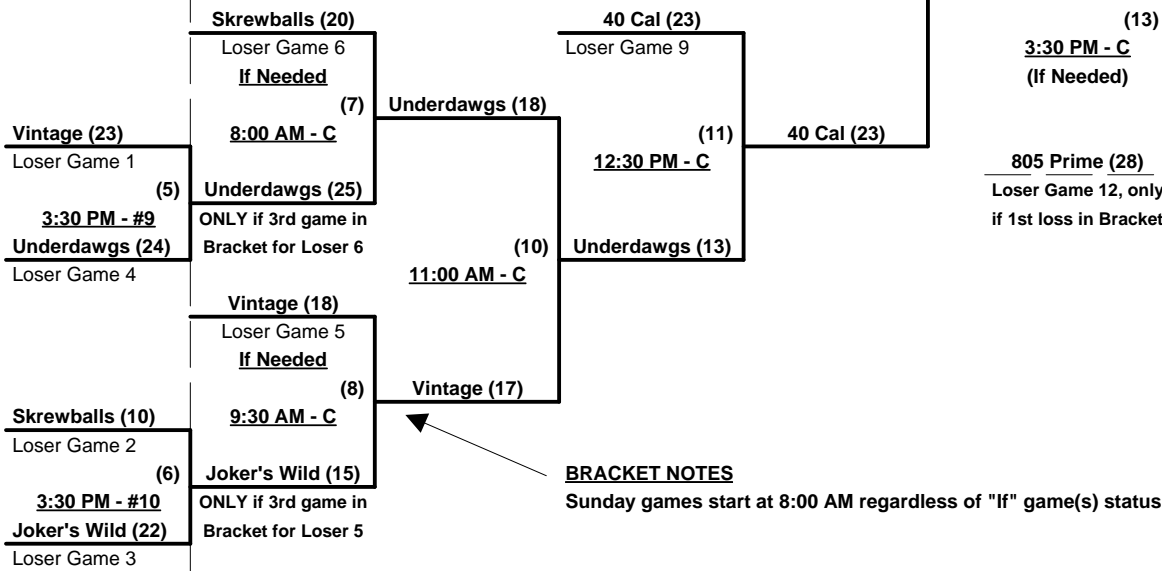 Skrewballs (20)
40 Cal (23)
(13)
Loser Game 6
Loser Game 9
3:30 PM - C
If Needed
(If Needed)
(7)
Underdawgs (18)
Vintage (23)
8:00 AM - C
(11)
40 Cal (23)
Loser Game 1
12:30 PM - C
805 Prime (28)
(5)
Underdawgs (25)
Loser Game 12, only
3:30 PM - #9
ONLY if 3rd game in
if 1st loss in Bracket
Underdawgs (24)
Bracket for Loser 6
(10)
Underdawgs (13)
Loser Game 4
11:00 AM - C
Vintage (18)
Loser Game 5
If Needed
(8)
Vintage (17)
Skrewballs (10)
9:30 AM - C
Loser Game 2
(6)
Joker's Wild (15)
BRACKET NOTES
3:30 PM - #10
ONLY if 3rd game in
Sunday games start at 8:00 AM regardless of "If" game(s) status
Joker's Wild (22)
Bracket for Loser 5
Loser Game 3